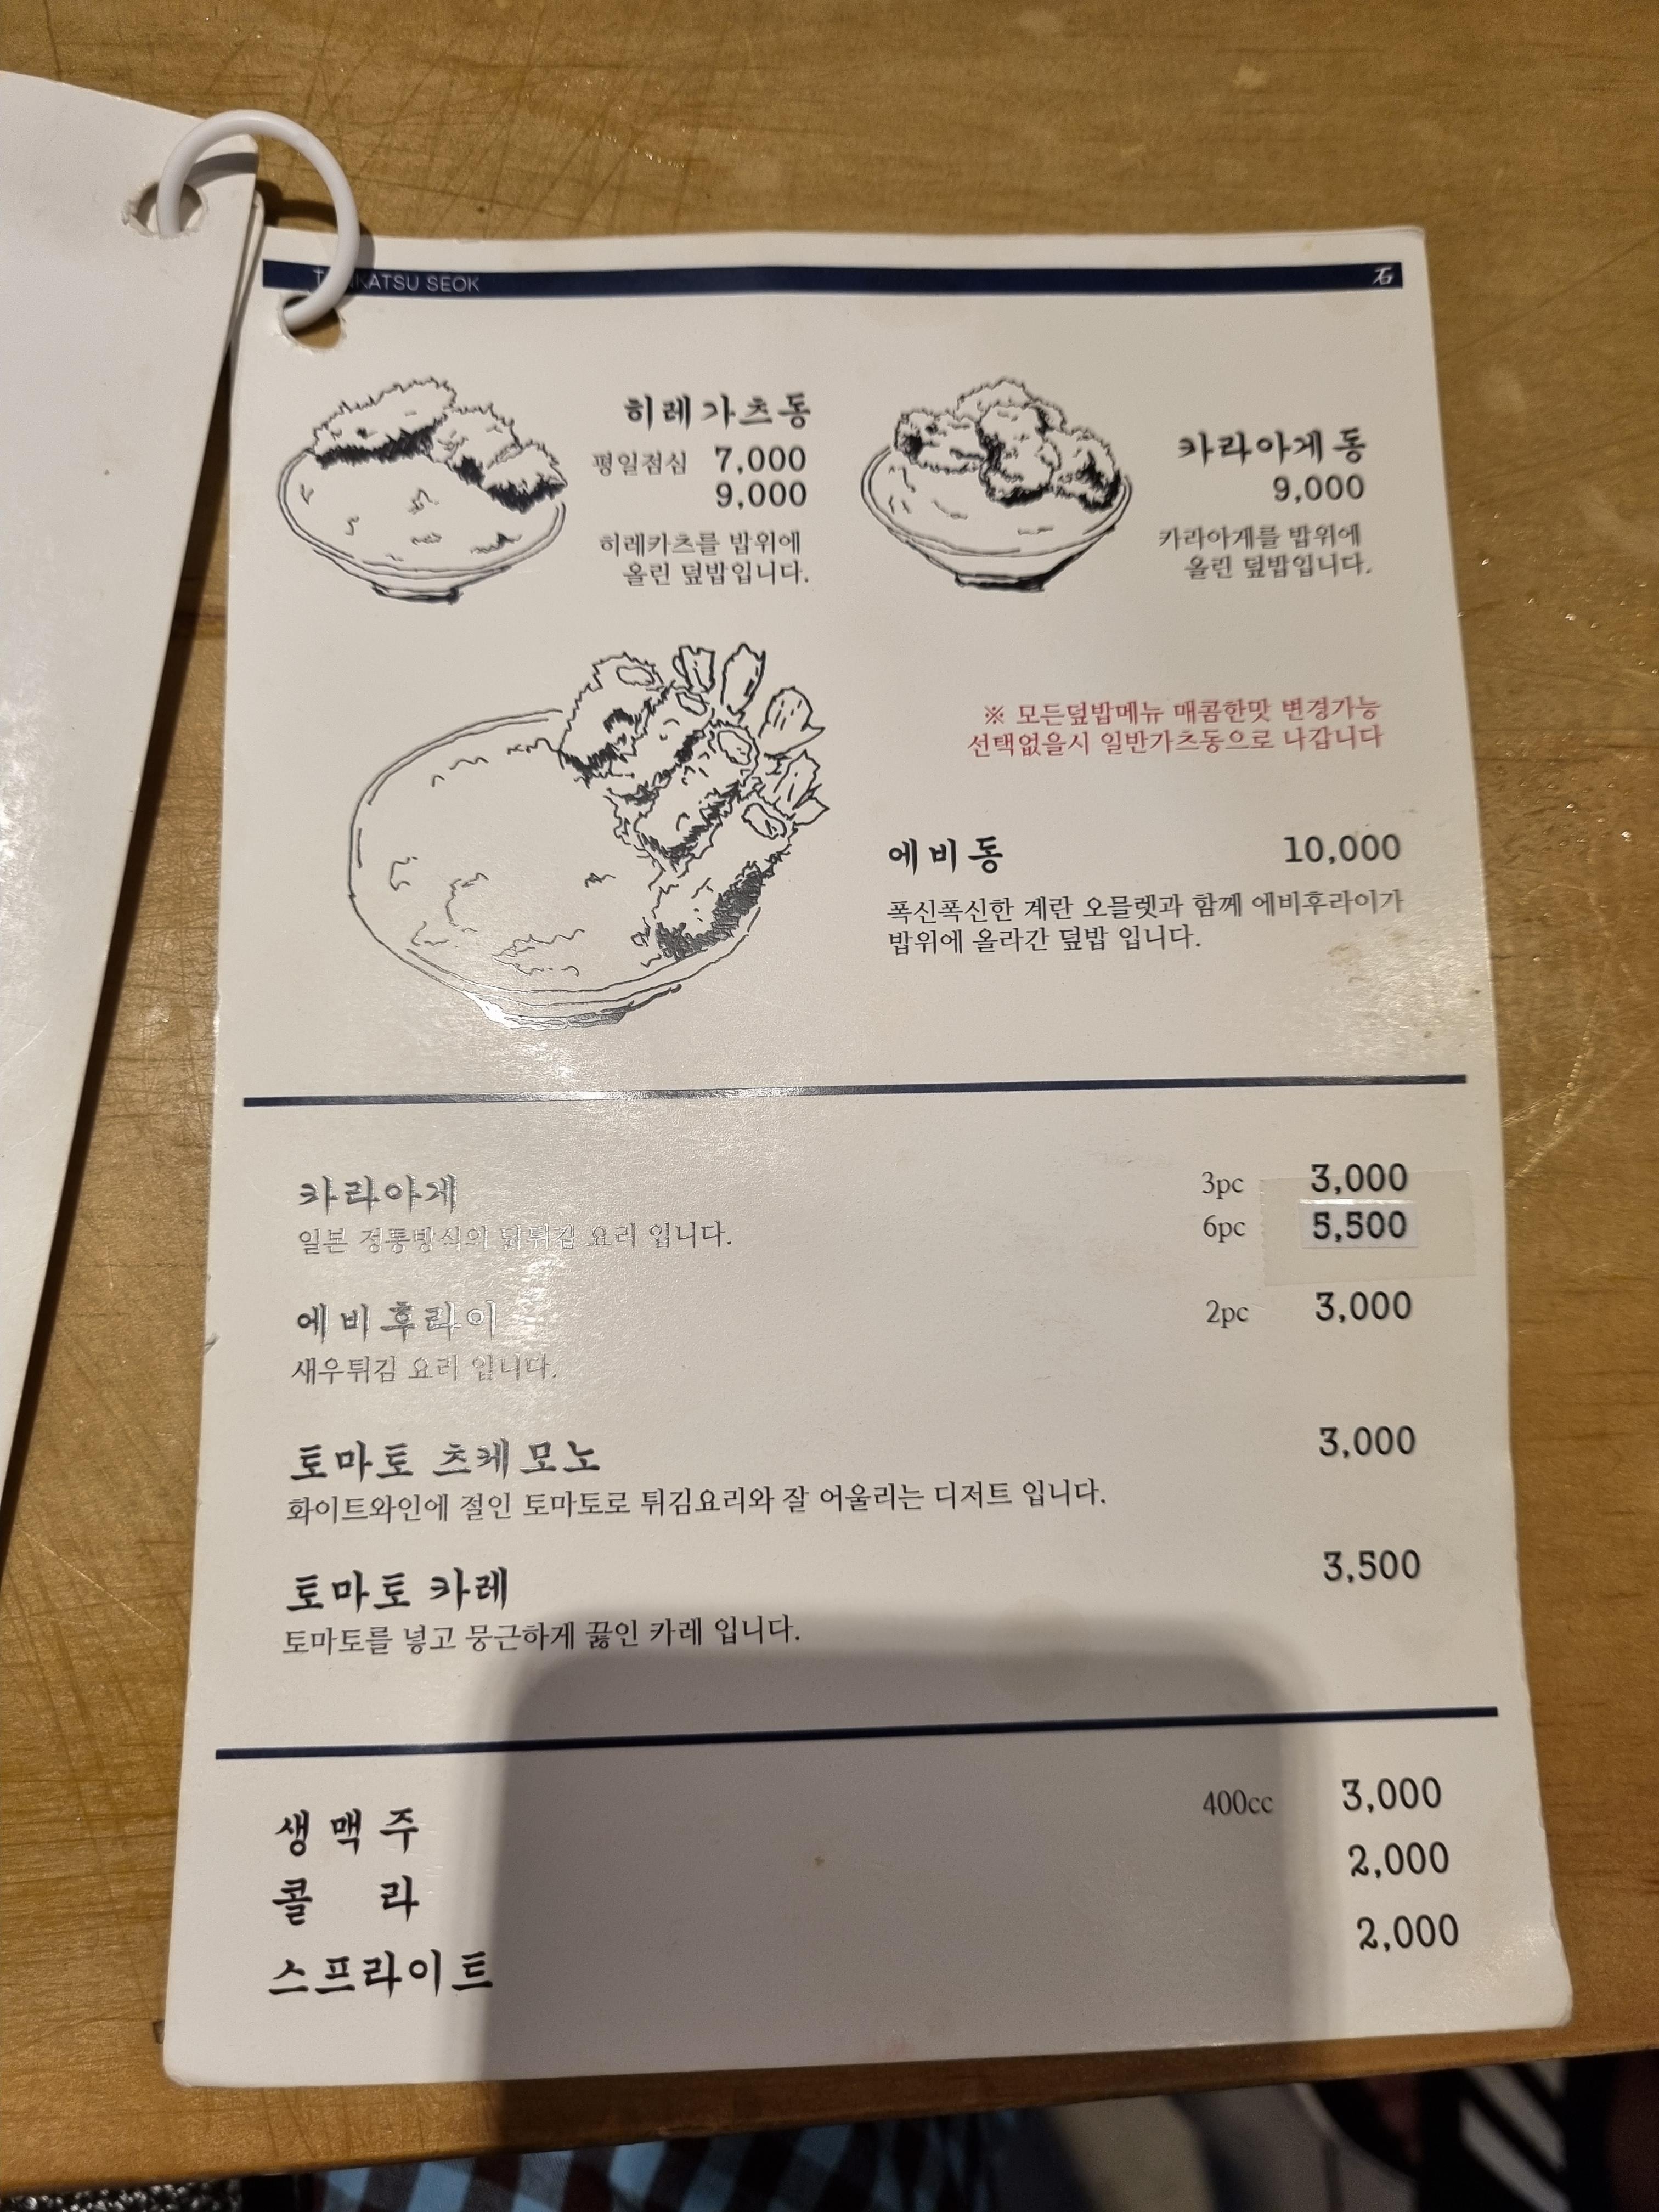 TONKATSU SEOK 石
히레가츠동
평일점심 7,000
9,000
히레카츠를 밥위에
올린 덮밥입니다.
카라아게동
9,000
카라아게를 밥위에
올린 덮밥입니다.
※ 모든덮밥메뉴 매콤한맛 변경가능
선택없을시 일반가츠동으로 나갑니다
에비동 10,000
폭신폭신한 계란 오믈렛과 함께 에비후라이가
밥위에 올라간 덮밥 입니다.
카라아게 3pc 3,000
6pc 5,500
일본 정통방식의 닭튀김 요리 입니다.
에비후라이 2pc 3,000
새우튀김 요리 입니다.
토마토 츠케모노 3,000
화이트와인에 절인 토마토로 튀김요리와 잘 어울리는 디저트 입니다.
토마토 카레 3,500
토마토를 넣고 뭉근하게 끓인 카레 입니다.
생맥주 400cc 3,000
콜라 2,000
스프라이트 2,000